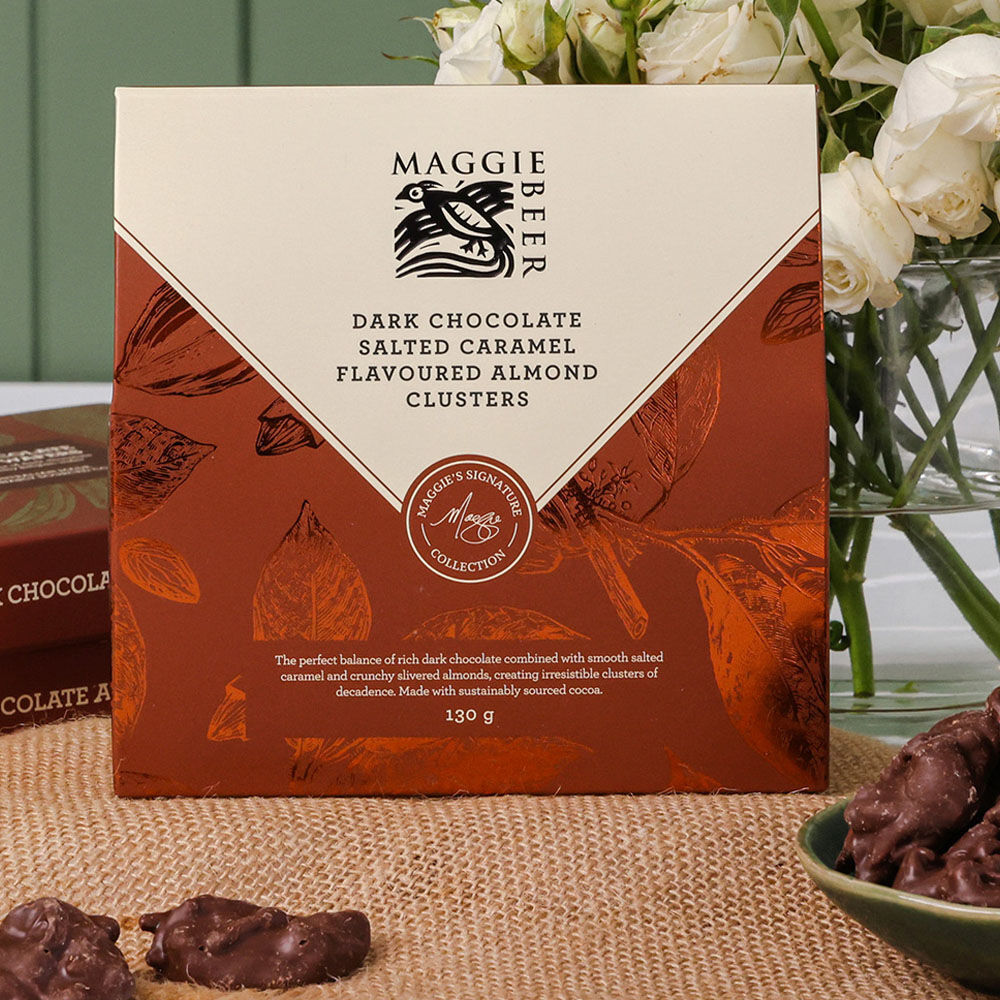 MAGGIE
BEER
DARK CHOCOLATE
SALTED CARAMEL
FLAVOURED ALMOND
CLUSTERS
MAGGIE'S SIGNATURE
Maggie
COLLECTION
The perfect balance of rich dark chocolate combined with smooth salted
caramel and crunchy slivered almonds, creating irresistible clusters of
decadence. Made with sustainably sourced cocoa.
130 g
K CHOCOLA
COLATE A